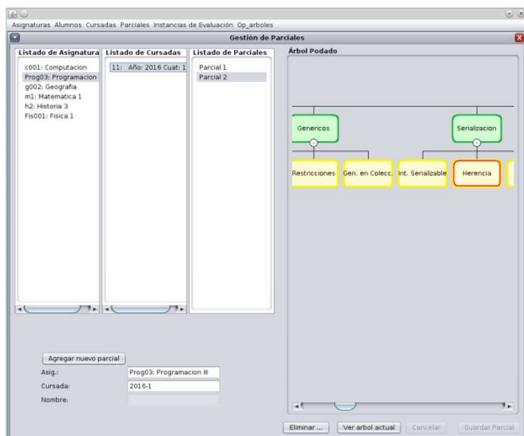 Asignaturas Alumnos Cursadas Parciales Instancias de Evaluación Op_arboles
Gestión de Parciales
Listado de Asignatura
c001: Computacion
Prog03: Programacion
g002: Geografia
m1: Matematica 1
h2: Historia 3
Fis001: Fisica 1
Listado de Cursadas
11: Año: 2016 Cuat: 1
Listado de Parciales
Parcial 1
Parcial 2
Árbol Podado
Genericos
Serializacion
Restricciones
Gen. en Colecc.
Int. Serializable
Herencia
Agregar nuevo parcial
Asig.: Prog03: Programacion III
Cursada: 2016-1
Nombre:
Eliminar ... Ver arbol actual Cancelar Guardar Parcial